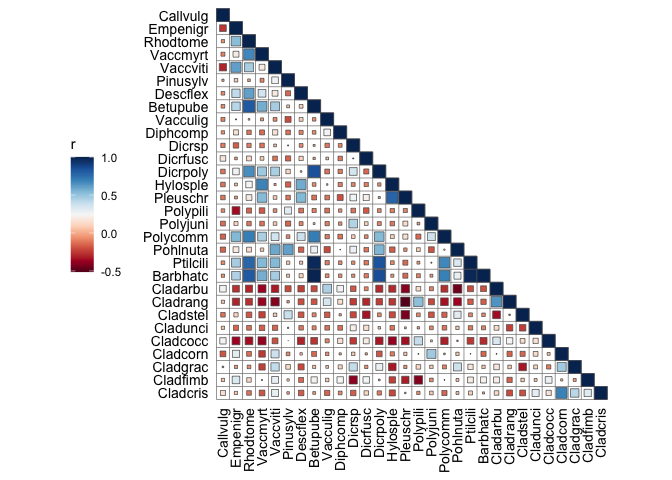 Callvulg
Empenigr
Rhodtome
Vaccmyrt
Vaccviti
Pinusylv
Descflex
Betupube
Vacculig
Diphcomp
Dicrsp
Dicrfusc
Dicrpoly
Hylosple
Pleuschr
Polypili
Polyjuni
Polycomm
Pohlnuta
Ptilcili
Barbhatc
Cladarbu
Cladrang
Cladstel
Cladunci
Cladcocc
Cladcorn
Cladgrac
Cladfimb
Cladcris
r
1.0
0.5
0.0
-0.5
Callvulg
Empenigr
Rhodtome
Vaccmyrt
Vaccviti
Pinusylv
Descflex
Betupube
Vacculig
Diphcomp
Dicrsp
Dicrfusc
Dicrpoly
Hylosple
Pleuschr
Polypili
Polyjuni
Polycomm
Pohlnuta
Ptilcili
Barbhatc
Cladarbu
Cladrang
Cladstel
Cladunci
Cladcocc
Cladcorn
Cladgrac
Cladfimb
Cladcris